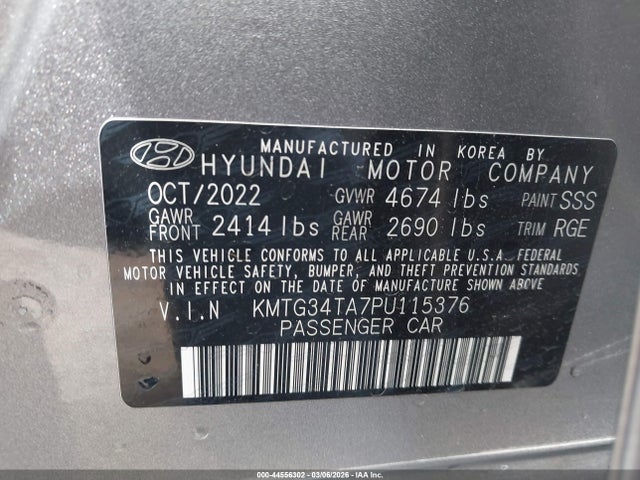 MANUFACTURED IN KOREA BY
HYUNDAI MOTOR COMPANY
OCT/2022 GVWR 4674 lbs PAINT SSS
GAWR FRONT 2414 lbs GAWR REAR 2690 lbs TRIM RGE
THIS VEHICLE CONFORMS TO ALL APPLICABLE U.S.A. FEDERAL
MOTOR VEHICLE SAFETY, BUMPER, AND THEFT PREVENTION STANDARDS
IN EFFECT ON THE DATE OF MANUFACTURE SHOWN ABOVE
V.I.N KMTG34TA7PU115376
PASSENGER CAR
000-44556302 - 03/06/2026 - IAA Inc.